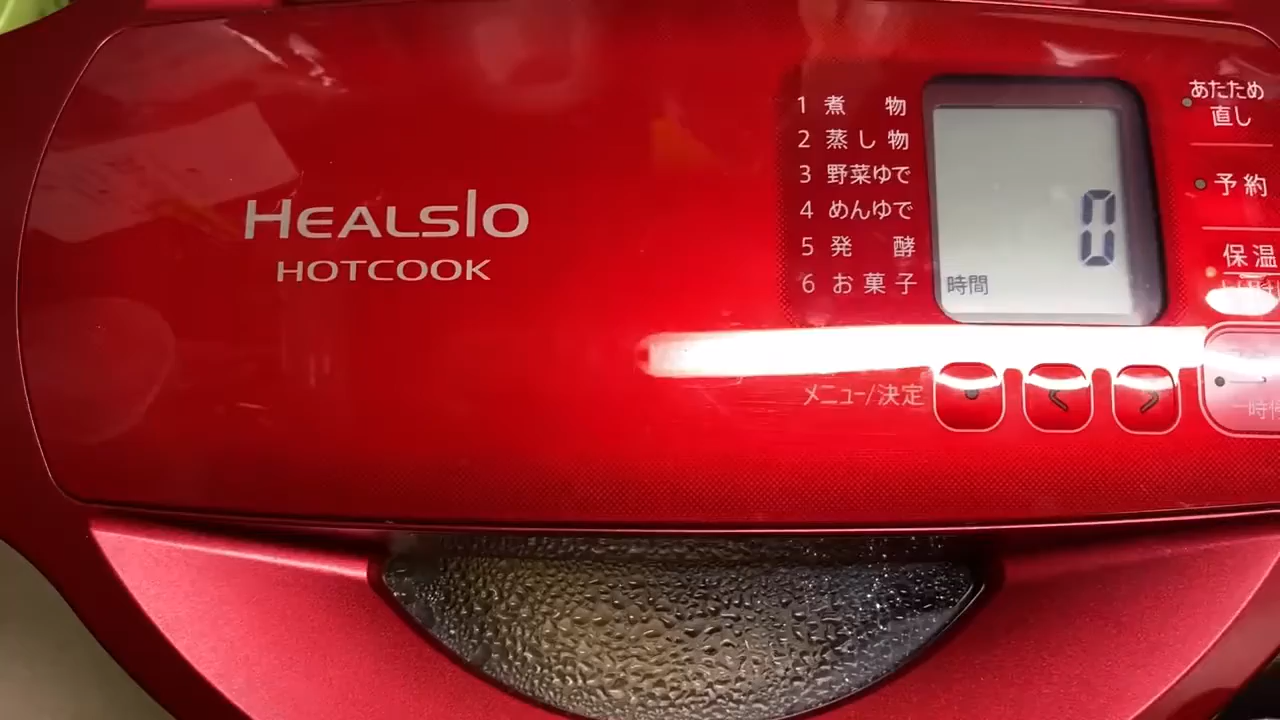 HEALSIO
HOTCOOK
1 煮 物
2 蒸し物
3 野菜ゆで
4 めんゆで
5 発 酵
6 お菓子
0
時間
あたため
直し
予約
保温
メニュー/決定